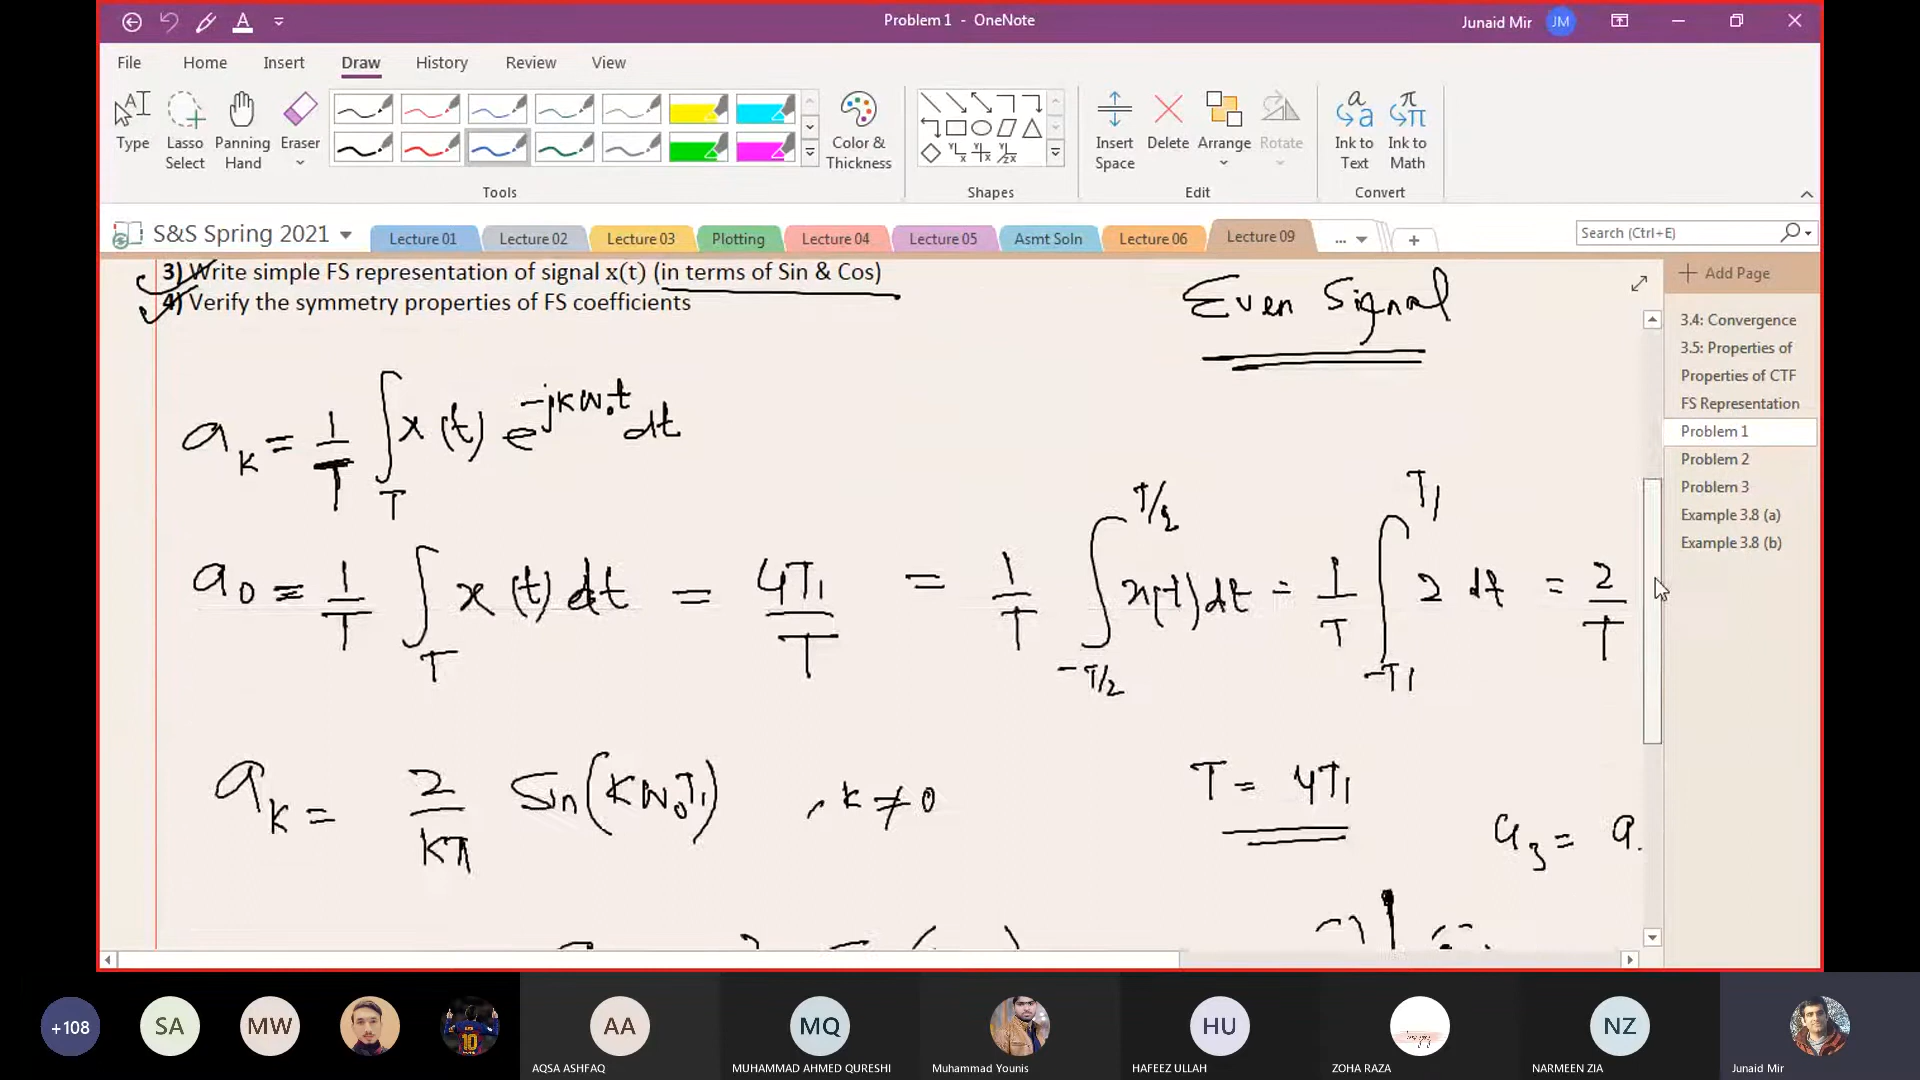 Problem 1 - OneNote
Junaid Mir JM
File Home Insert Draw History Review View
Type
Lasso Select
Panning Hand
Eraser
Color & Thickness
Insert Space
Delete
Arrange
Rotate
Ink to Text
Ink to Math
Tools Shapes Edit Convert
S&S Spring 2021
Lecture 01 Lecture 02 Lecture 03 Plotting Lecture 04 Lecture 05 Asmt Soln Lecture 06 Lecture 09 ...
Search (Ctrl+E)
Add Page
3.4: Convergence
3.5: Properties of
Properties of CTF
FS Representation
Problem 1
Problem 2
Problem 3
Example 3.8 (a)
Example 3.8 (b)
3) Write simple FS representation of signal x(t) (in terms of Sin & Cos)
4) Verify the symmetry properties of FS coefficients
Even Signal
a_k = 1/T ∫_T x(t) e^{-jkω₀t} dt
a_0 = 1/T ∫_T x(t) dt = 4T₁/T = 1/T ∫_{-T/2}^{T/2} x(t) dt = 1/T ∫_{-T1}^{T1} 2 dt = 2/T
a_k = 2/kπ Sin(kω₀T₁) , k ≠ 0
T = 4T₁
a_3 = a
+108 SA MW AA MQ HU NZ
AQSA ASHFAQ MUHAMMAD AHMED QURESHI Muhammad Younis HAFEEZ ULLAH ZOHA RAZA NARMEEN ZIA Junaid Mir